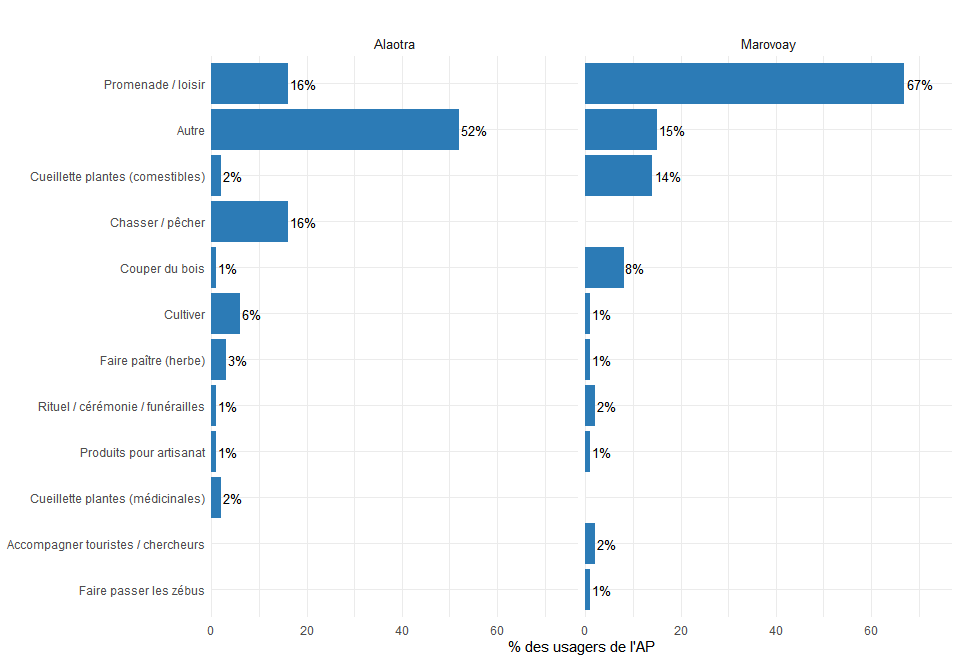 Alaotra Marovoay
Promenade / loisir 16% 67%
Autre 52% 15%
Cueillette plantes (comestibles) 2% 14%
Chasser / pêcher 16%
Couper du bois 1% 8%
Cultiver 6% 1%
Faire paître (herbe) 3% 1%
Rituel / cérémonie / funérailles 1% 2%
Produits pour artisanat 1% 1%
Cueillette plantes (médicinales) 2%
Accompagner touristes / chercheurs 2%
Faire passer les zébus 1%
0 20 40 60 0 20 40 60
% des usagers de l'AP